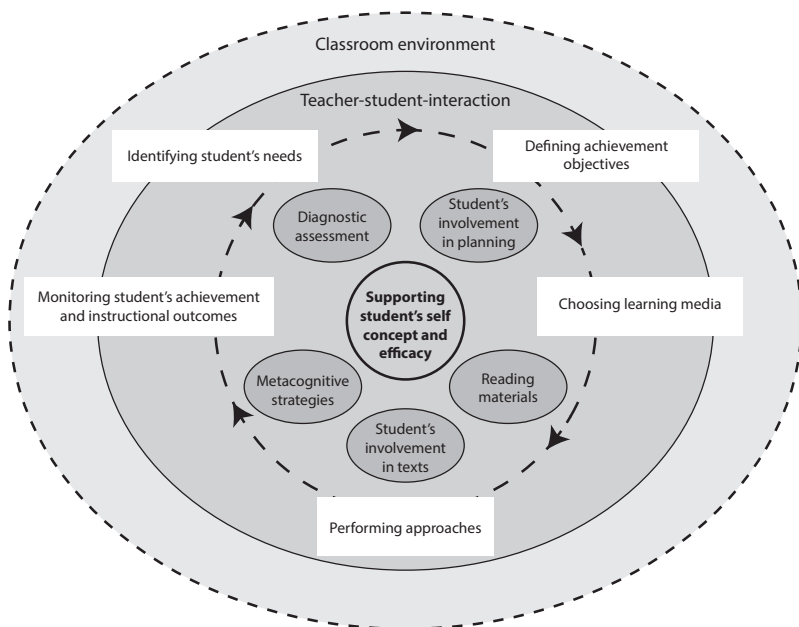 Classroom environment
Teacher-student-interaction
Identifying student's needs
Defining achievement
objectives
Diagnostic
assessment
Student's
involvement
in planning
Monitoring student's achievement
and instructional outcomes
Supporting
student's self
concept and
efficacy
Choosing learning media
Metacognitive
strategies
Reading
materials
Student's
involvement
in texts
Performing approaches